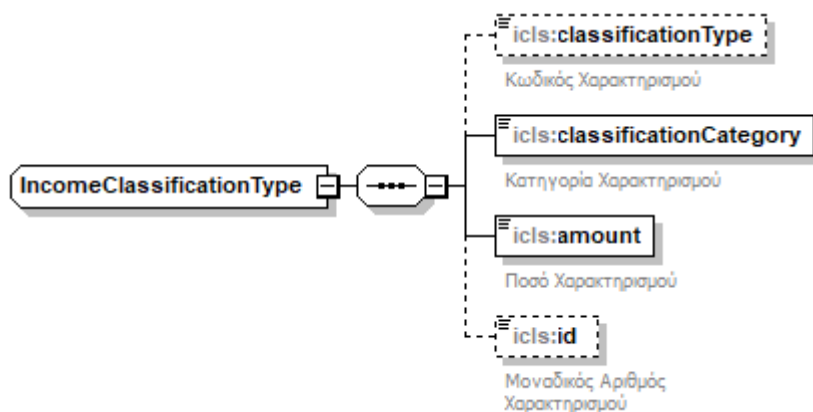 icls:classificationType
Κωδικός Χαρακτηρισμού
icls:classificationCategory
Κατηγορία Χαρακτηρισμού
IncomeClassificationType
icls:amount
Ποσό Χαρακτηρισμού
icls:id
Μοναδικός Αριθμός
Χαρακτηρισμού